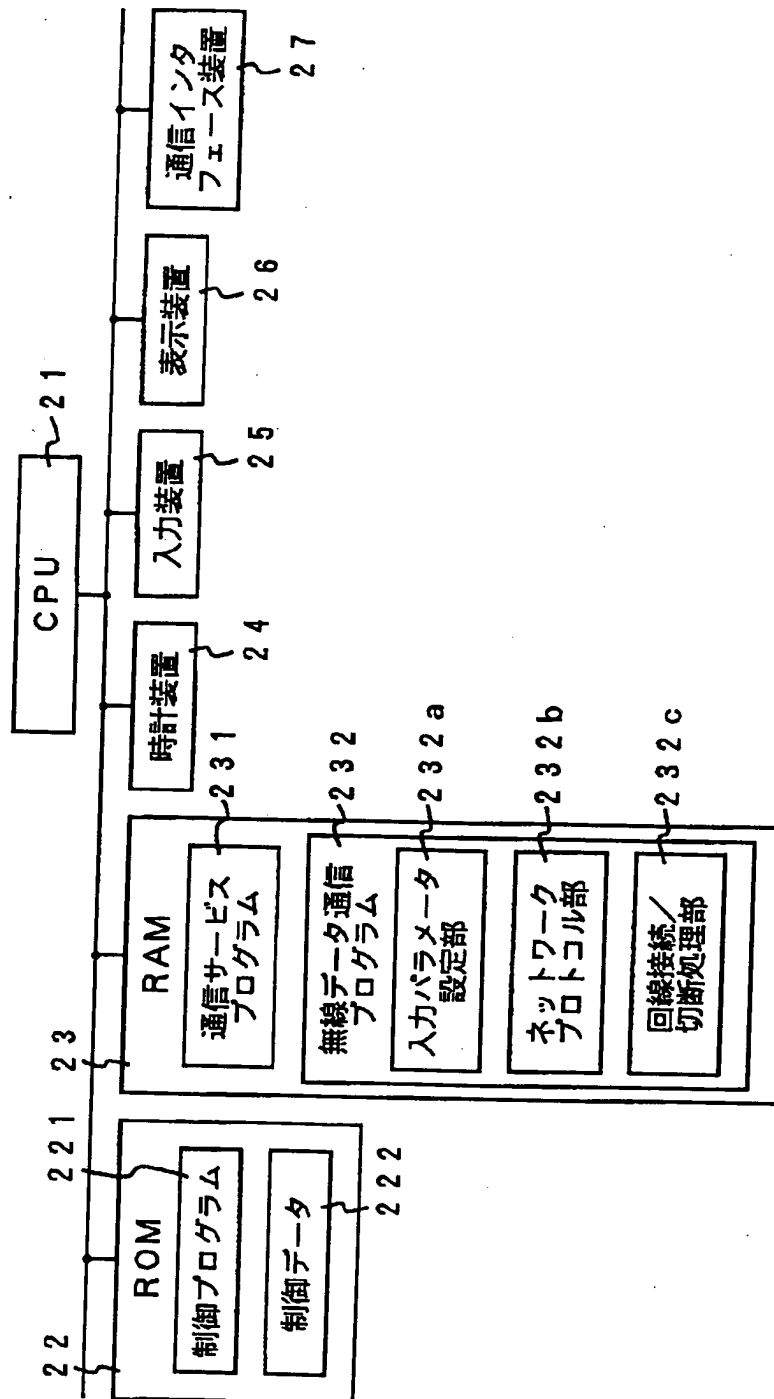 CPU
21
22
ROM
221
制御プログラム
制御データ
222
23
RAM
通信サービス
プログラム
231
無線データ通信
プログラム
232
入力パラメータ
設定部
232a
ネットワーク
プロトコル部
232b
回線接続/
切断処理部
232c
時計装置
24
入力装置
25
表示装置
26
通信インタ
フェース装置
27